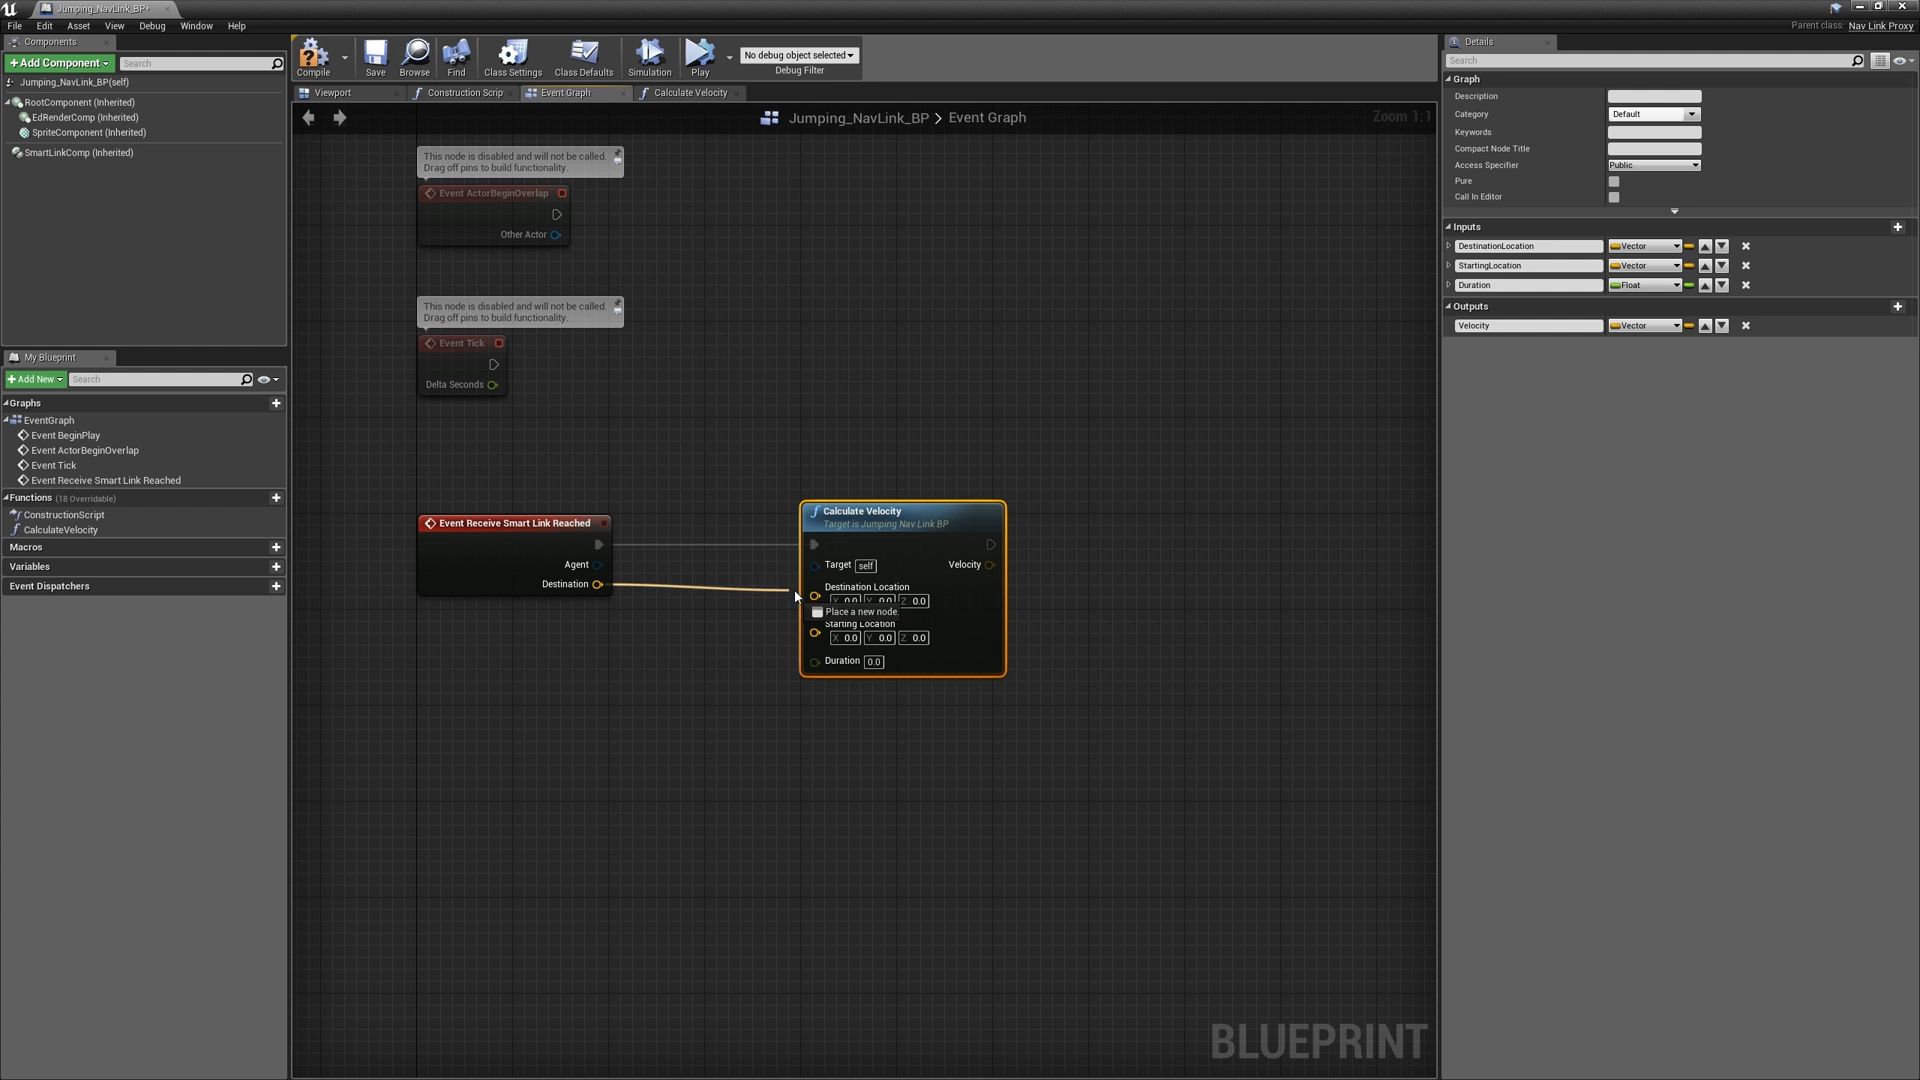 Jumping_NavLink_BP*
File Edit Asset View Debug Window Help
Parent class: Nav Link Proxy
Components
+Add Component
Search
Jumping_NavLink_BP(self)
RootComponent (Inherited)
EdRenderComp (Inherited)
SpriteComponent (Inherited)
SmartLinkComp (Inherited)
My Blueprint
+Add New
Search
Graphs
EventGraph
Event BeginPlay
Event ActorBeginOverlap
Event Tick
Event Receive Smart Link Reached
Functions (18 Overridable)
ConstructionScript
CalculateVelocity
Macros
Variables
Event Dispatchers
Compile Save Browse Find Class Settings Class Defaults Simulation Play
No debug object selected
Debug Filter
Viewport Construction Scrip Event Graph Calculate Velocity
Jumping_NavLink_BP > Event Graph
Zoom 1:1
This node is disabled and will not be called.
Drag off pins to build functionality.
Event ActorBeginOverlap
Other Actor
This node is disabled and will not be called.
Drag off pins to build functionality.
Event Tick
Delta Seconds
Event Receive Smart Link Reached
Agent
Destination
Calculate Velocity
Target is Jumping Nav Link BP
Target self Velocity
Destination Location
X 0.0 Y 0.0 Z 0.0
Place a new node.
Starting Location
X 0.0 Y 0.0 Z 0.0
Duration 0.0
BLUEPRINT
Details
Search
Graph
Description
Category Default
Keywords
Compact Node Title
Access Specifier Public
Pure
Call In Editor
Inputs
DestinationLocation Vector
StartingLocation Vector
Duration Float
Outputs
Velocity Vector